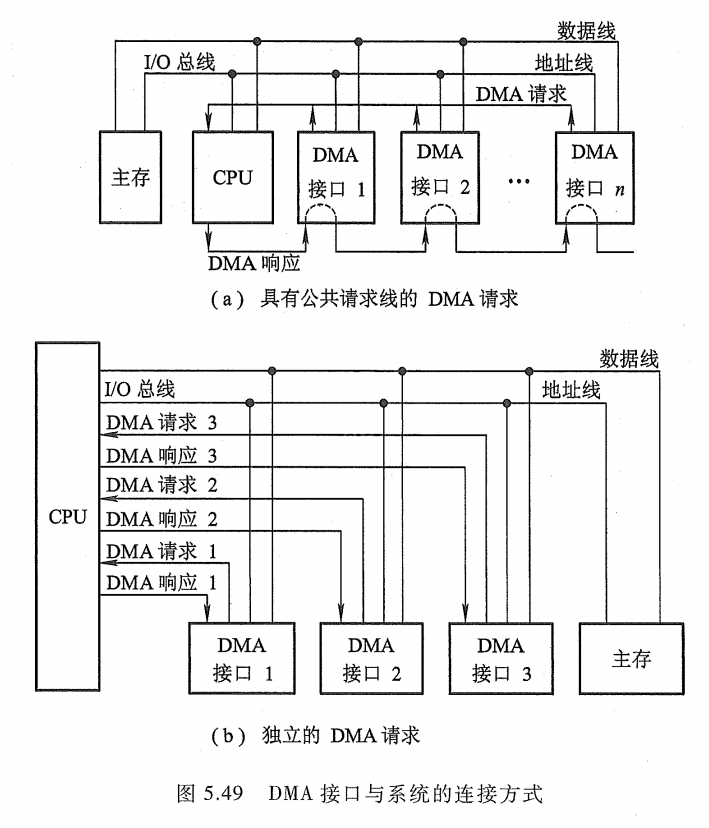 数据线
I/O 总线 地址线
DMA 请求
主存 CPU DMA 接口 1 DMA 接口 2 … DMA 接口 n
DMA 响应
(a) 具有公共请求线的 DMA 请求
数据线
I/O 总线 地址线
DMA 请求 3
DMA 响应 3
DMA 请求 2
CPU DMA 响应 2
DMA 请求 1
DMA 响应 1
DMA 接口 1 DMA 接口 2 DMA 接口 3 主存
(b) 独立的 DMA 请求
图 5.49 DMA 接口与系统的连接方式